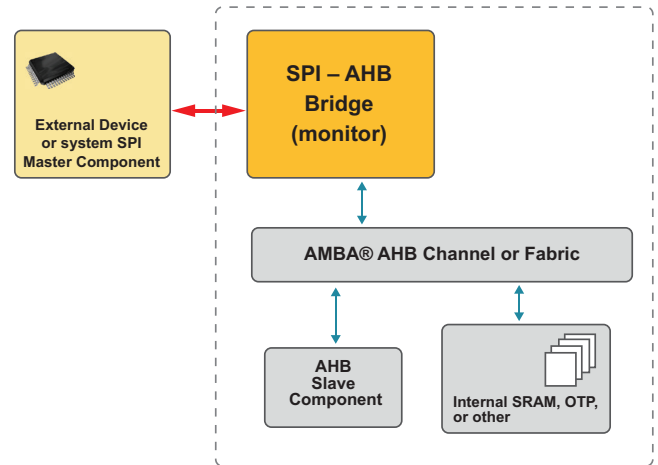 External Device
or system SPI
Master Component
SPI – AHB
Bridge
(monitor)
AMBA® AHB Channel or Fabric
AHB
Slave
Component
Internal SRAM, OTP,
or other